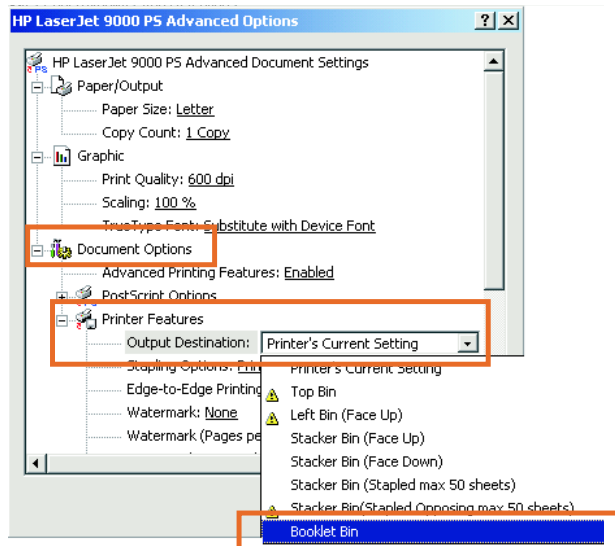 HP LaserJet 9000 PS Advanced Options
HP LaserJet 9000 PS Advanced Document Settings
Paper/Output
Paper Size: Letter
Copy Count: 1 Copy
Graphic
Print Quality: 600 dpi
Scaling: 100 %
TrueType Font: Substitute with Device Font
Document Options
Advanced Printing Features: Enabled
PostScript Options
Printer Features
Output Destination: Printer's Current Setting
Stapling Options:
Printer's Current Setting
Edge-to-Edge Printing
Top Bin
Watermark: None
Left Bin (Face Up)
Watermark (Pages
Stacker Bin (Face Up)
Stacker Bin (Face Down)
Stacker Bin (Stapled max 50 sheets)
Stacker Bin(Stapled Opposing max 50 sheets)
Booklet Bin